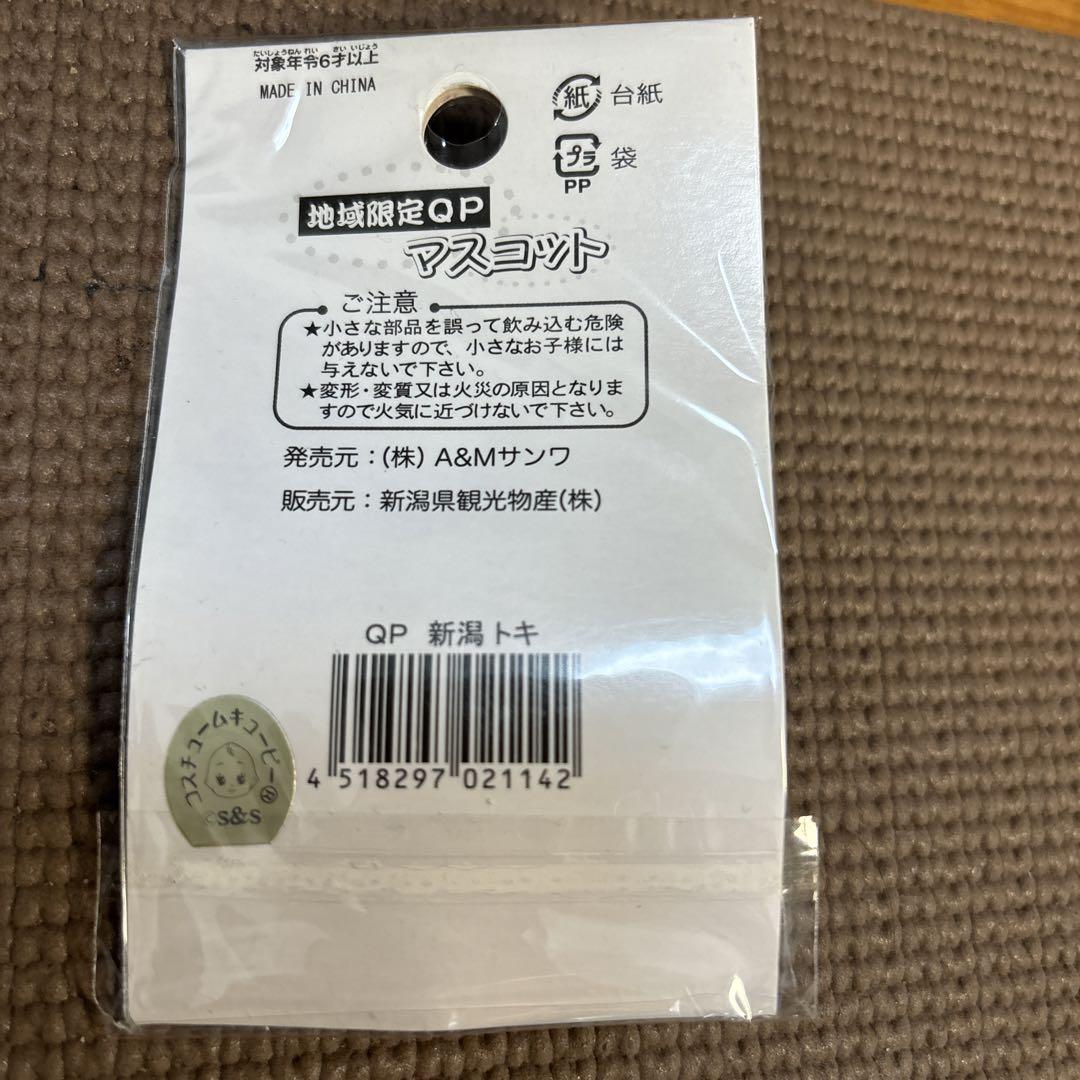 たいしょうねんれい さい いじょう
対象年令6才以上
MADE IN CHINA
紙 台紙
プラ 袋
PP
地域限定QP
マスコット
ご注意
★小さな部品を誤って飲み込む危険
がありますので、小さなお子様には
与えないで下さい。
★変形・変質又は火災の原因となりま
すので火気に近づけないで下さい。
発売元：(株) A&Mサンワ
販売元：新潟県観光物産(株)
QP 新潟トキ
4 518297 021142
コスチュームキューピー®
©S&S